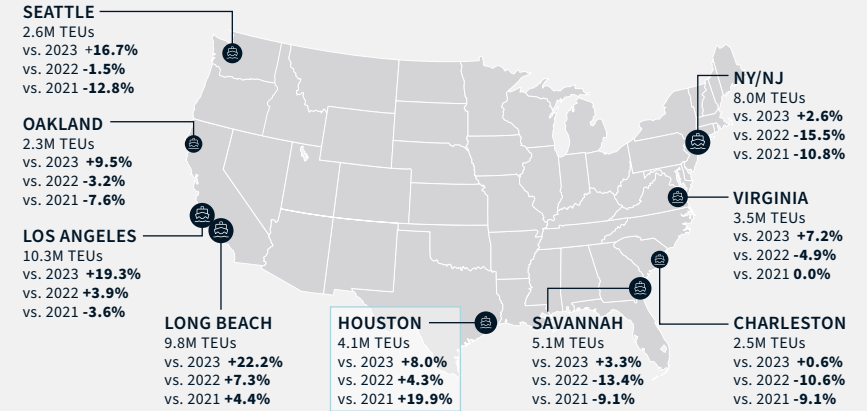 SEATTLE
2.6M TEUs
vs. 2023 +16.7%
vs. 2022 -1.5%
vs. 2021 -12.8%
OAKLAND
2.3M TEUs
vs. 2023 +9.5%
vs. 2022 -3.2%
vs. 2021 -7.6%
LOS ANGELES
10.3M TEUs
vs. 2023 +19.3%
vs. 2022 +3.9%
vs. 2021 -3.6%
LONG BEACH
9.8M TEUs
vs. 2023 +22.2%
vs. 2022 +7.3%
vs. 2021 +4.4%
HOUSTON
4.1M TEUs
vs. 2023 +8.0%
vs. 2022 +4.3%
vs. 2021 +19.9%
SAVANNAH
5.1M TEUs
vs. 2023 +3.3%
vs. 2022 -13.4%
vs. 2021 -9.1%
NY/NJ
8.0M TEUs
vs. 2023 +2.6%
vs. 2022 -15.5%
vs. 2021 -10.8%
VIRGINIA
3.5M TEUs
vs. 2023 +7.2%
vs. 2022 -4.9%
vs. 2021 0.0%
CHARLESTON
2.5M TEUs
vs. 2023 +0.6%
vs. 2022 -10.6%
vs. 2021 -9.1%